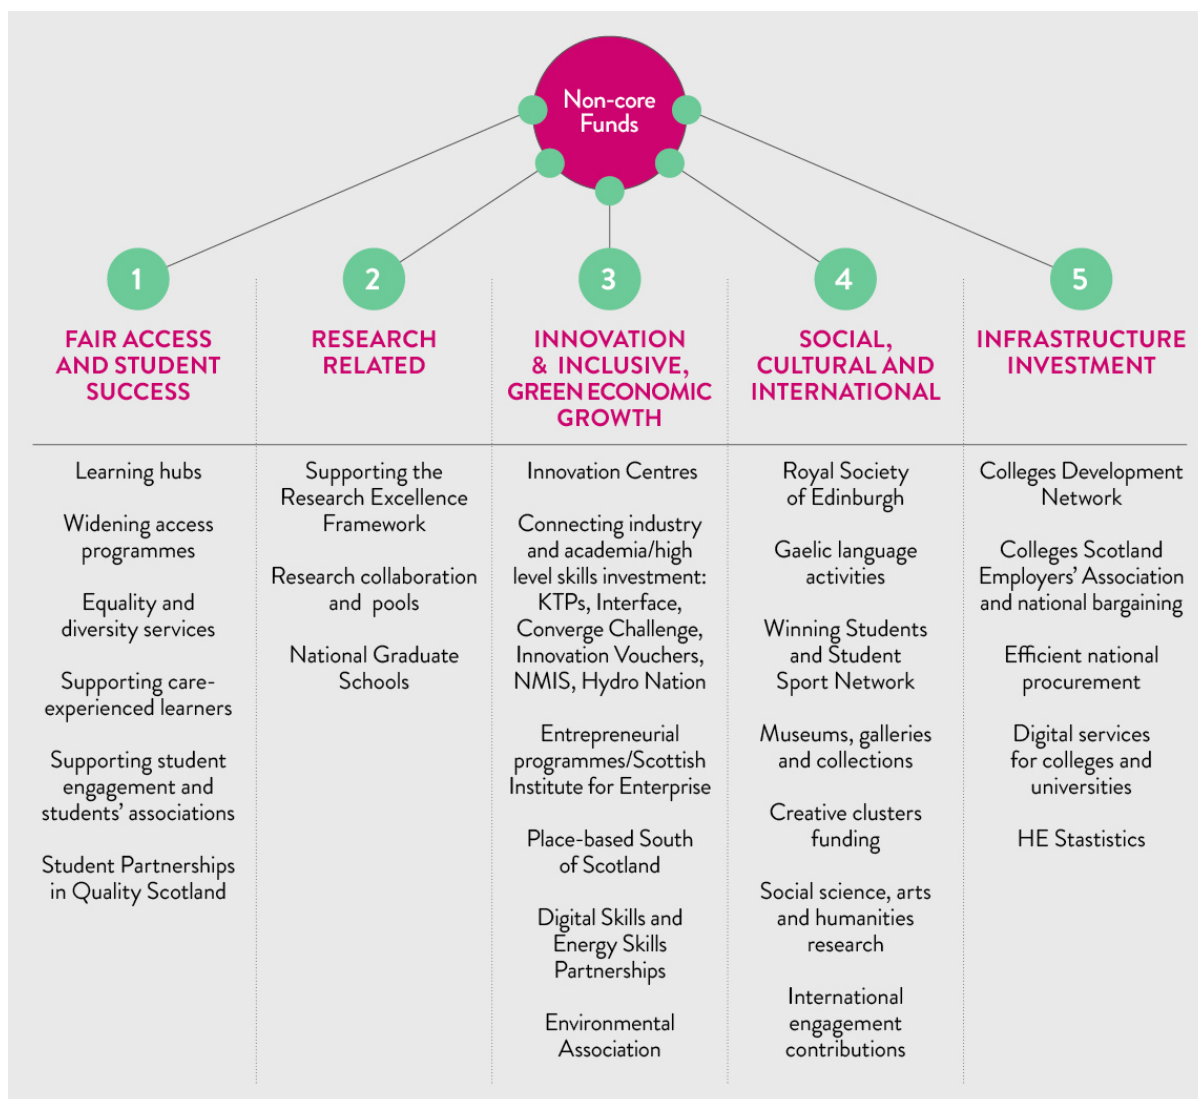 Non-core
Funds
1
FAIR ACCESS
AND STUDENT
SUCCESS
Learning hubs
Widening access
programmes
Equality and
diversity services
Supporting care-
experienced learners
Supporting student
engagement and
students’ associations
Student Partnerships
in Quality Scotland
2
RESEARCH
RELATED
Supporting the
Research Excellence
Framework
Research collaboration
and pools
National Graduate
Schools
3
INNOVATION
& INCLUSIVE,
GREEN ECONOMIC
GROWTH
Innovation Centres
Connecting industry
and academia/high
level skills investment:
KTPs, Interface,
Converge Challenge,
Innovation Vouchers,
NMIS, Hydro Nation
Entrepreneurial
programmes/Scottish
Institute for Enterprise
Place-based South
of Scotland
Digital Skills and
Energy Skills
Partnerships
Environmental
Association
4
SOCIAL,
CULTURAL AND
INTERNATIONAL
Royal Society
of Edinburgh
Gaelic language
activities
Winning Students
and Student
Sport Network
Museums, galleries
and collections
Creative clusters
funding
Social science, arts
and humanities
research
International
engagement
contributions
5
INFRASTRUCTURE
INVESTMENT
Colleges Development
Network
Colleges Scotland
Employers’ Association
and national bargaining
Efficient national
procurement
Digital services
for colleges and
universities
HE Stastistics